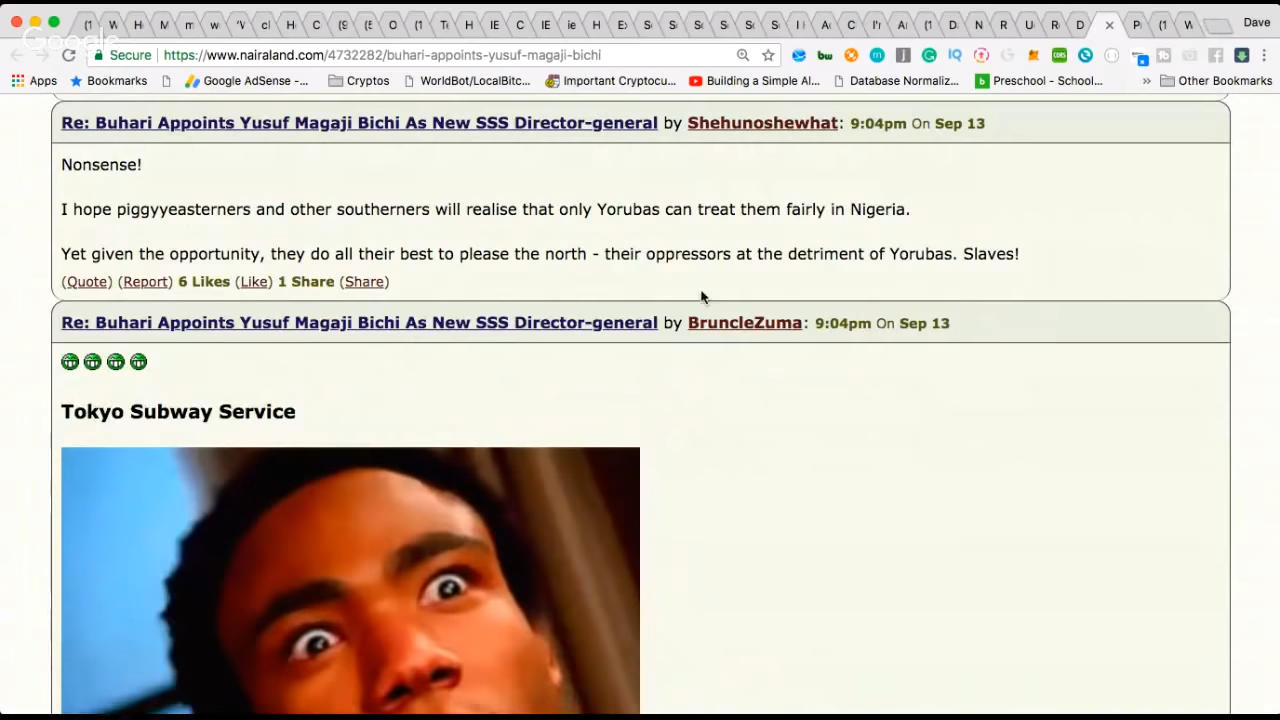 Dave
Google
Secure https://www.nairaland.com/4732282/buhari-appoints-yusuf-magaji-bichi
Apps Bookmarks Google AdSense -... Cryptos WorldHot/LocalBitc... Important Cryptocu... Building a Simple AI... Database Normaliz... Preschool - School... » Other Bookmarks
Re: Buhari Appoints Yusuf Magaji Bichi As New SSS Director-general by Shehunoshewhat: 9:04pm On Sep 13
Nonsense!
I hope piggyyeasterners and other southerners will realise that only Yorubas can treat them fairly in Nigeria.
Yet given the opportunity, they do all their best to please the north - their oppressors at the detriment of Yorubas. Slaves!
(Quote) (Report) 6 Likes (Like) 1 Share (Share)
Re: Buhari Appoints Yusuf Magaji Bichi As New SSS Director-general by BruncleZuma: 9:04pm On Sep 13
Tokyo Subway Service